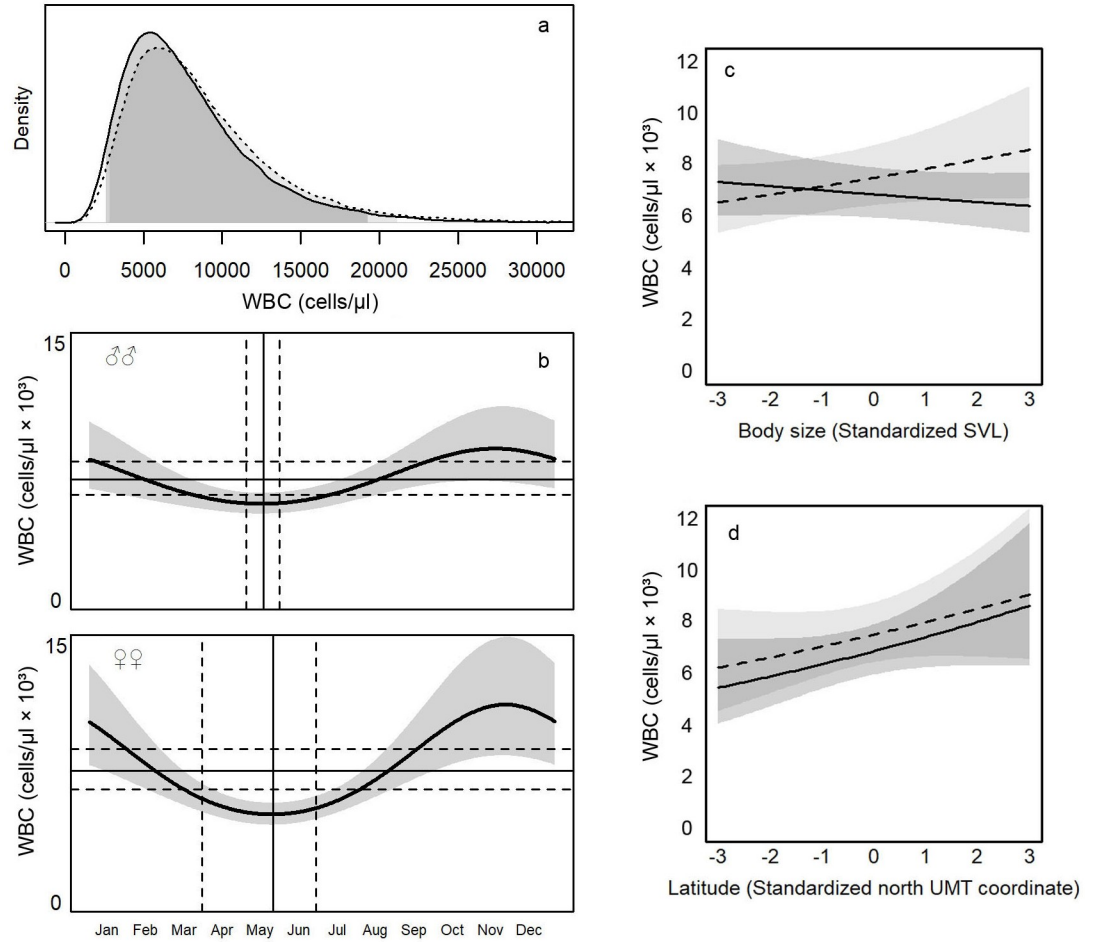 a
Density
0 5000 10000 15000 20000 25000 30000
WBC (cells/µl)
b
♂♂
15
0
WBC (cells/µl × 10³)
♀♀
15
0
WBC (cells/µl × 10³)
Jan Feb Mar Apr May Jun Jul Aug Sep Oct Nov Dec
c
12
10
8
6
4
2
0
WBC (cells/µl × 10³)
-3 -2 -1 0 1 2 3
Body size (Standardized SVL)
d
12
10
8
6
4
2
0
WBC (cells/µl × 10³)
-3 -2 -1 0 1 2 3
Latitude (Standardized north UMT coordinate)